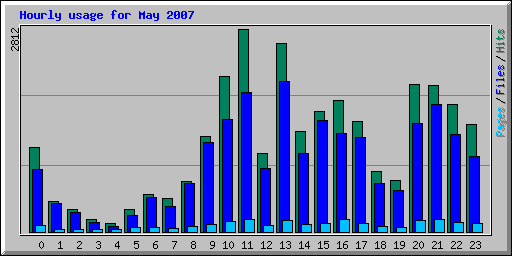 Hourly usage for May 2007
2812
Pages/Files/Hits
0 1 2 3 4 5 6 7 8 9 10 11 12 13 14 15 16 17 18 19 20 21 22 23